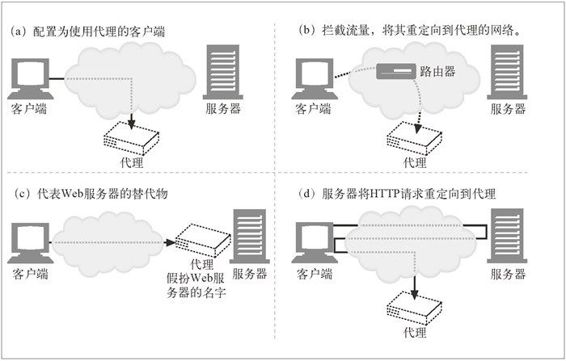 (a) 配置为使用代理的客户端
客户端
服务器
代理
(b) 拦截流量，将其重定向到代理的网络。
路由器
客户端
服务器
代理
(c) 代表Web服务器的替代物
客户端
代理
假扮Web服
务器的名字
服务器
(d) 服务器将HTTP请求重定向到代理
客户端
服务器
代理